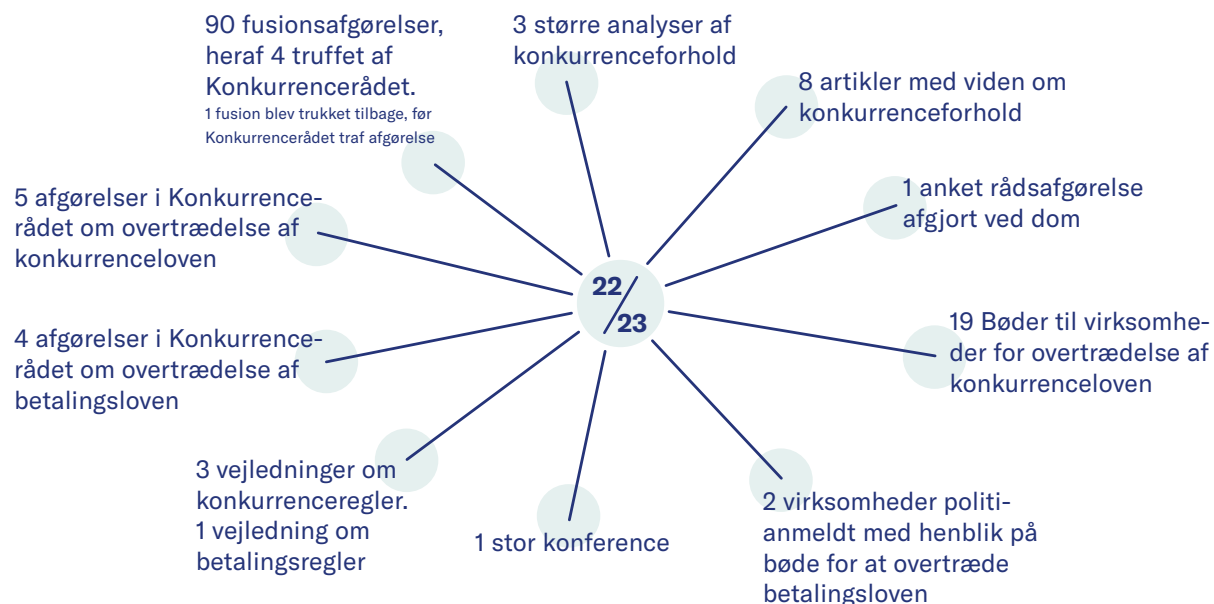 90 fusionsafgørelser,
heraf 4 truffet af
Konkurrencerådet.
1 fusion blev trukket tilbage, før
Konkurrencerådet traf afgørelse
3 større analyser af
konkurrenceforhold
8 artikler med viden om
konkurrenceforhold
5 afgørelser i Konkurrence-
rådet om overtrædelse af
konkurrenceloven
1 anket rådsafgørelse
afgjort ved dom
22
23
4 afgørelser i Konkurrence-
rådet om overtrædelse af
betalingsloven
19 Bøder til virksomhe-
der for overtrædelse af
konkurrenceloven
3 vejledninger om
konkurrenceregler.
1 vejledning om
betalingsregler
1 stor konference
2 virksomheder politi-
anmeldt med henblik på
bøde for at overtræde
betalingsloven